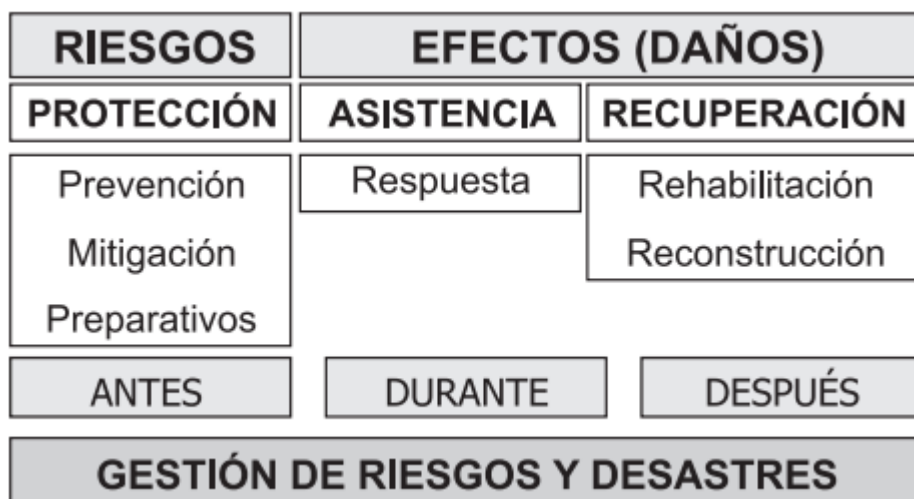 RIESGOS
EFECTOS (DAÑOS)
PROTECCIÓN
ASISTENCIA
RECUPERACIÓN
Prevención
Mitigación
Preparativos
Respuesta
Rehabilitación
Reconstrucción
ANTES
DURANTE
DESPUÉS
GESTIÓN DE RIESGOS Y DESASTRES